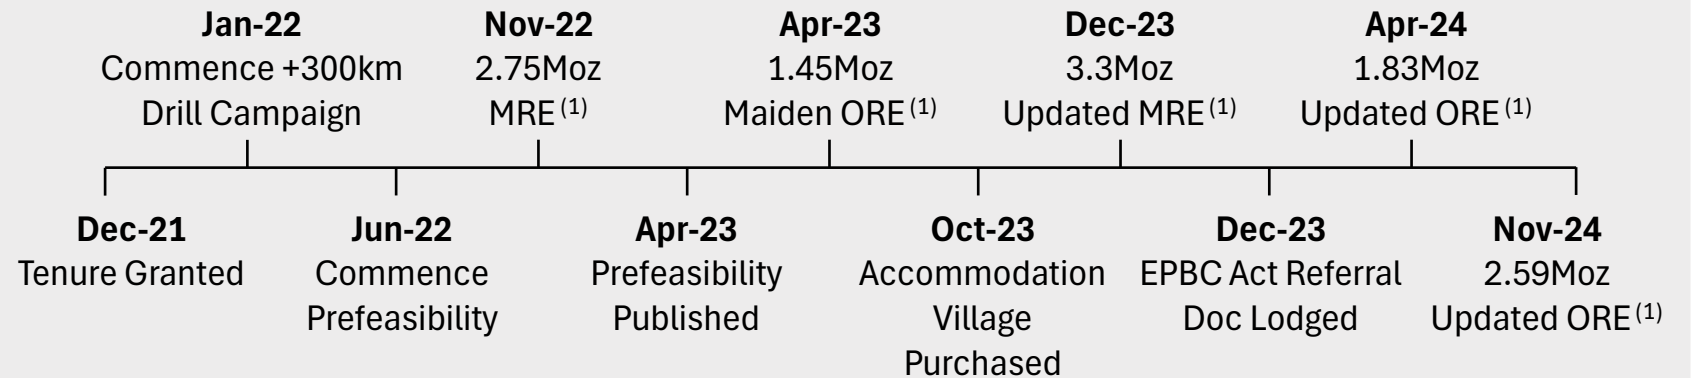 Jan-22
Commence +300km
Drill Campaign
Nov-22
2.75Moz
MRE (1)
Apr-23
1.45Moz
Maiden ORE (1)
Dec-23
3.3Moz
Updated MRE (1)
Apr-24
1.83Moz
Updated ORE (1)
Dec-21
Tenure Granted
Jun-22
Commence
Prefeasibility
Apr-23
Prefeasibility
Published
Oct-23
Accommodation
Village
Purchased
Dec-23
EPBC Act Referral
Doc Lodged
Nov-24
2.59Moz
Updated ORE (1)